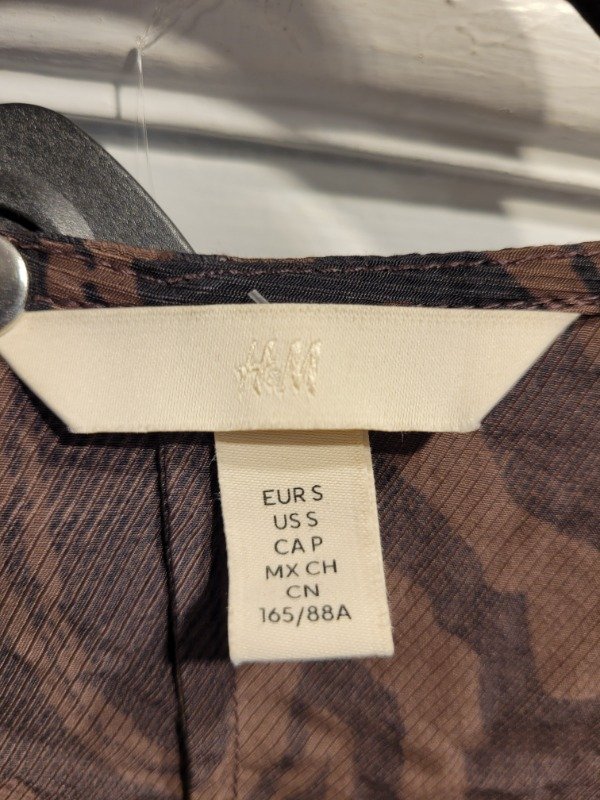 H&M
EUR S
US S
CA P
MX CH
CN
165/88A